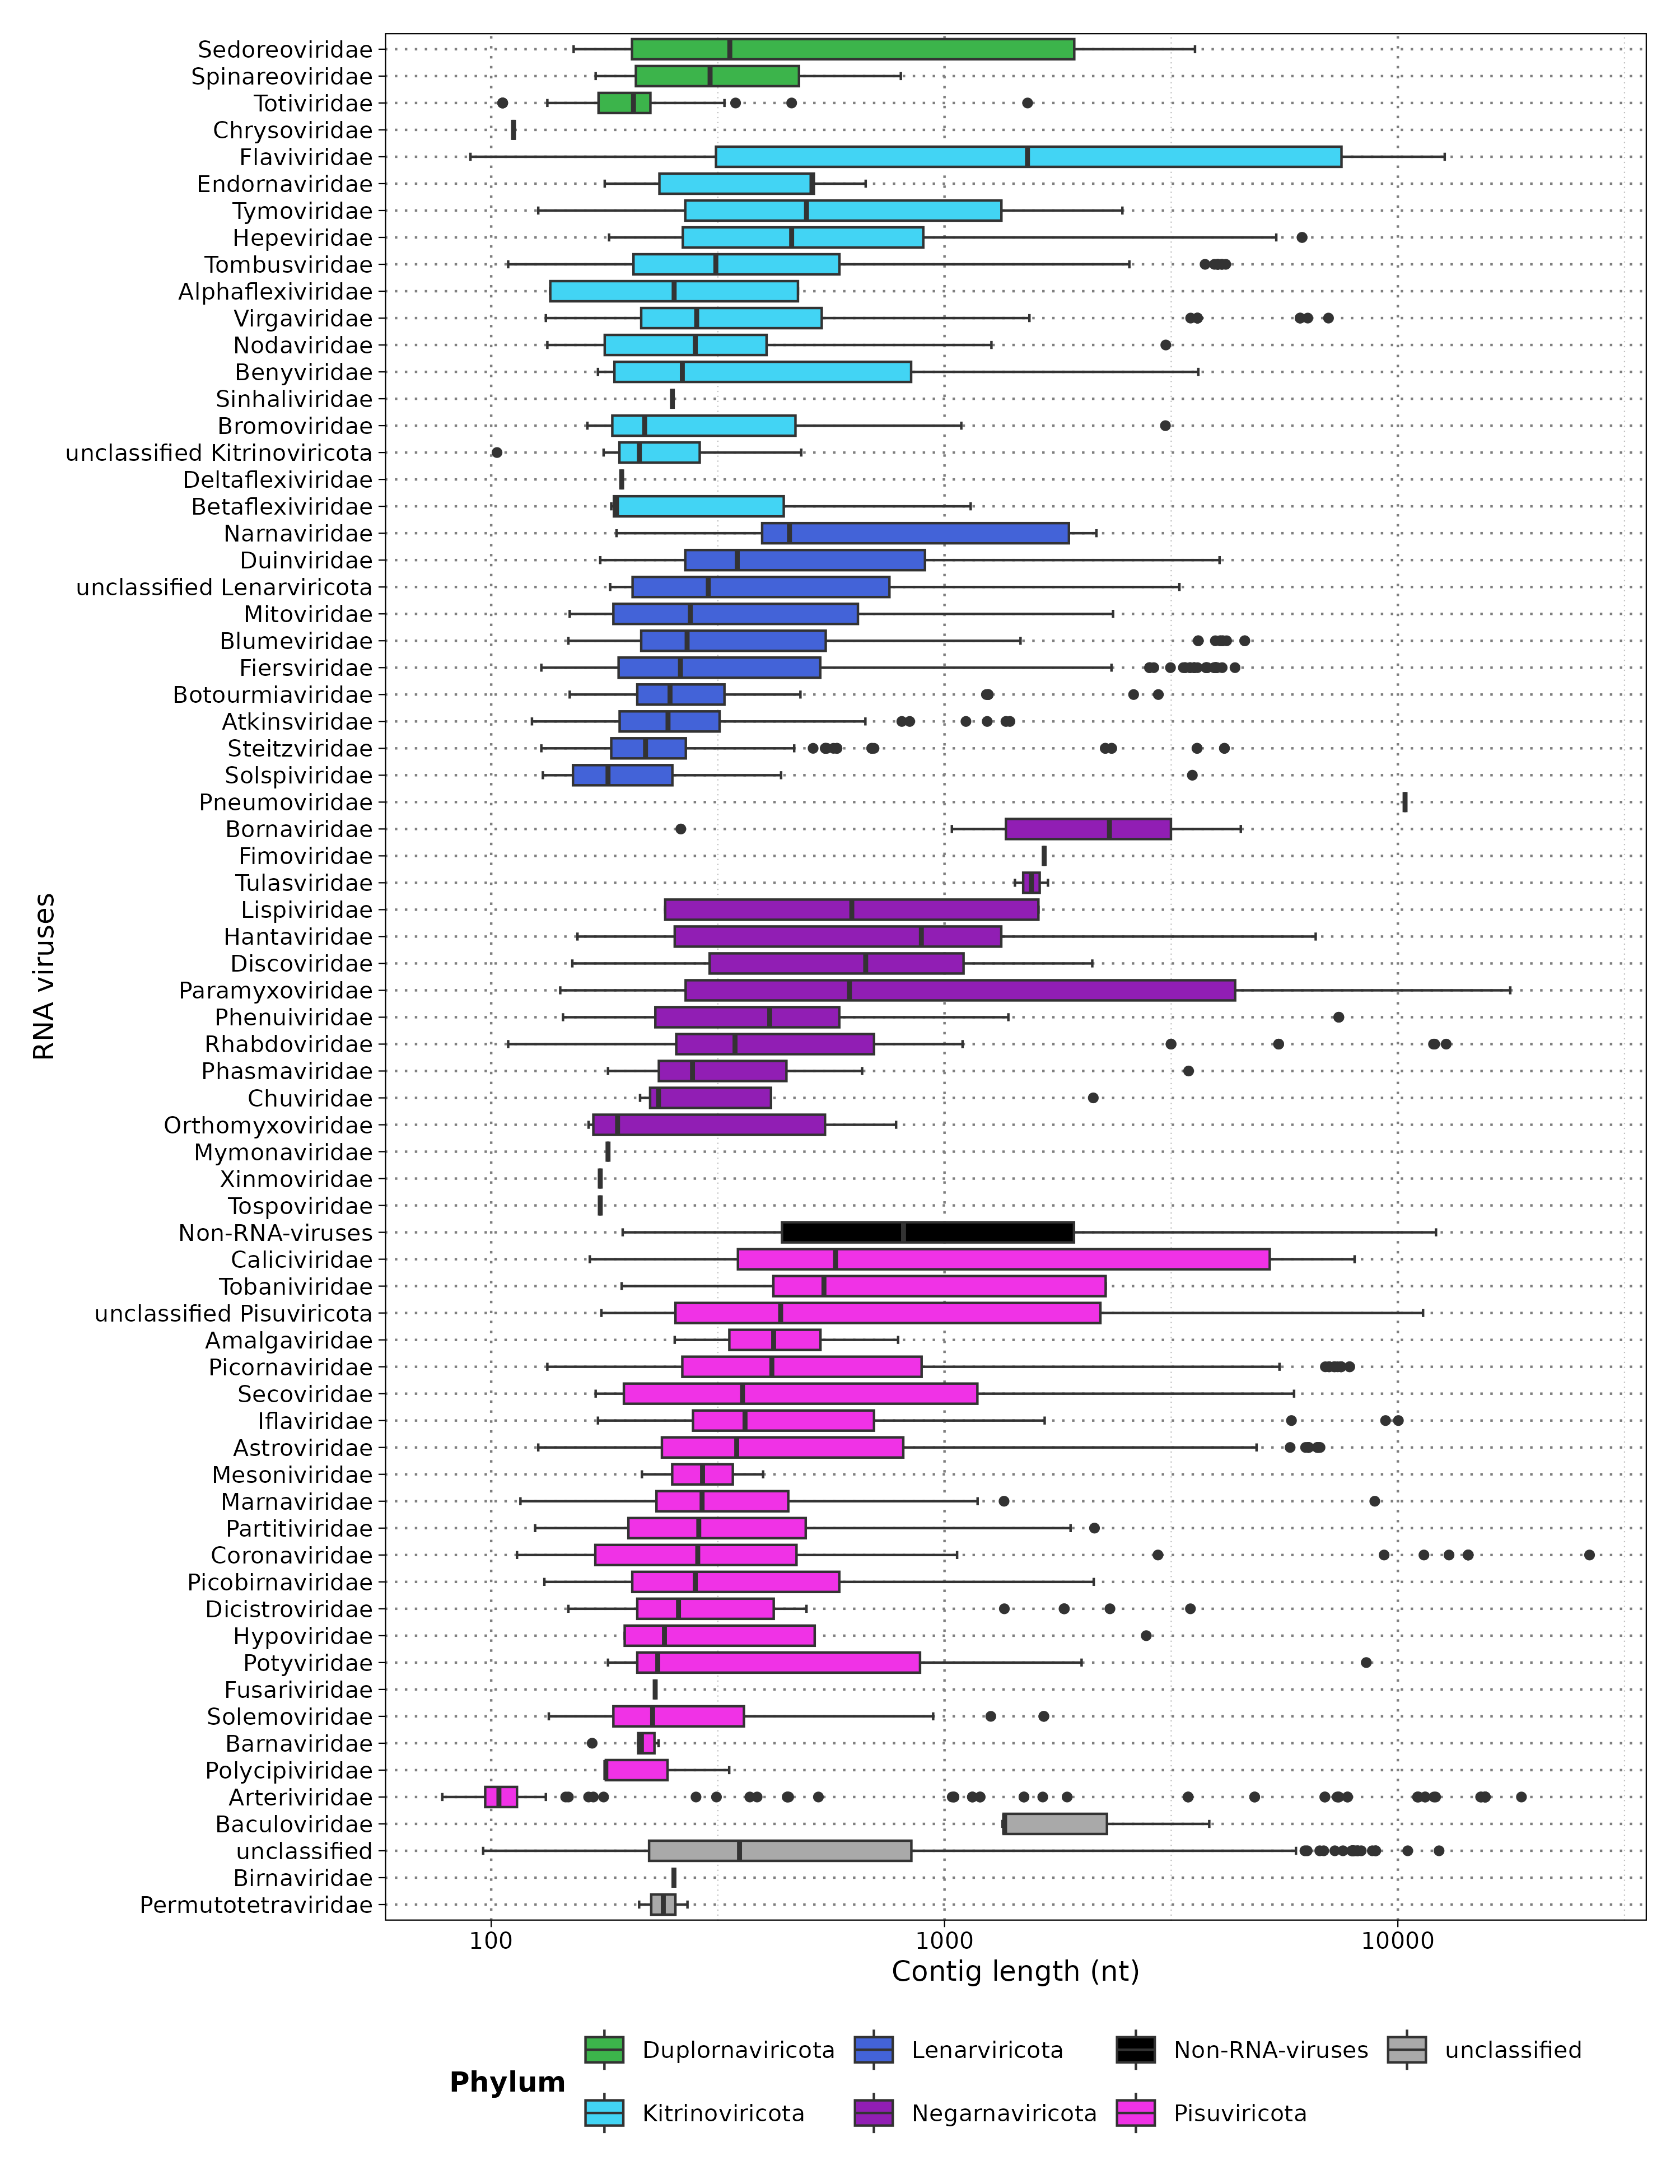 Sedoreoviridae
Spinareoviridae
Totiviridae
Chrysoviridae
Flaviviridae
Endornaviridae
Tymoviridae
Hepeviridae
Tombusviridae
Alphaflexiviridae
Virgaviridae
Nodaviridae
Benyviridae
Sinhaliviridae
Bromoviridae
unclassified Kitrinoviricota
Deltaflexiviridae
Betaflexiviridae
Narnaviridae
Duinviridae
unclassified Lenarviricota
Mitoviridae
Blumeviridae
Fiersviridae
Botourmiaviridae
Atkinsviridae
Steitzviridae
Solspiviridae
Pneumoviridae
Bornaviridae
Fimoviridae
Tulasviridae
Lispiviridae
Hantaviridae
Discoviridae
Paramyxoviridae
Phenuiviridae
Rhabdoviridae
Phasmaviridae
Chuviridae
Orthomyxoviridae
Mymonaviridae
Xinmoviridae
Tospoviridae
Non-RNA-viruses
Caliciviridae
Tobaniviridae
unclassified Pisuviricota
Amalgaviridae
Picornaviridae
Secoviridae
Iflaviridae
Astroviridae
Mesoniviridae
Marnaviridae
Partitiviridae
Coronaviridae
Picobirnaviridae
Dicistroviridae
Hypoviridae
Potyviridae
Fusariviridae
Solemoviridae
Barnaviridae
Polycipiviridae
Arteriviridae
Baculoviridae
unclassified
Birnaviridae
Permutotetraviridae
RNA viruses
100 1000 10000
Contig length (nt)
Phylum
Duplornaviricota Lenarviricota Non-RNA-viruses unclassified
Kitrinoviricota Negarnaviricota Pisuviricota